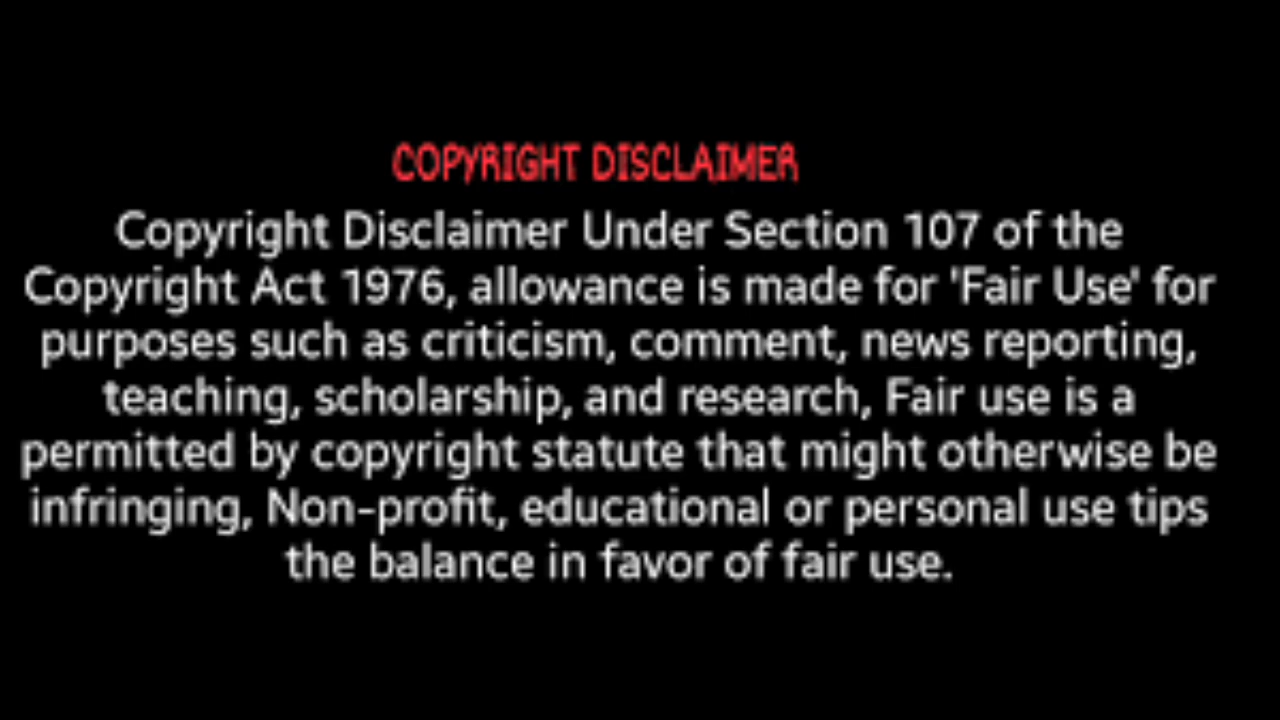 COPYRIGHT DISCLAIMER
Copyright Disclaimer Under Section 107 of the
Copyright Act 1976, allowance is made for 'Fair Use' for
purposes such as criticism, comment, news reporting,
teaching, scholarship, and research, Fair use is a
permitted by copyright statute that might otherwise be
infringing, Non-profit, educational or personal use tips
the balance in favor of fair use.